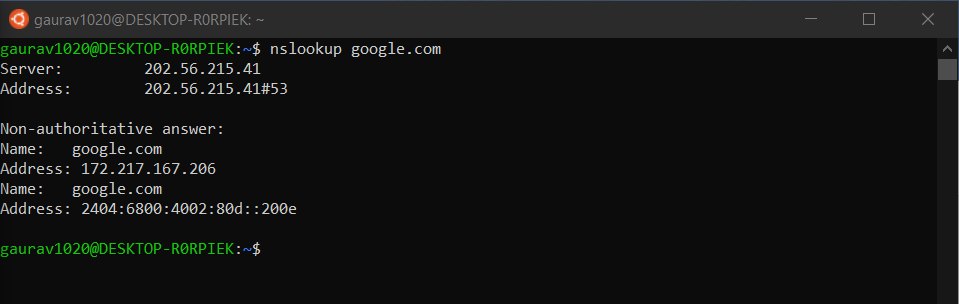 gaurav1020@DESKTOP-R0RPIEK: ~
gaurav1020@DESKTOP-R0RPIEK:~$ nslookup google.com
Server:         202.56.215.41
Address:        202.56.215.41#53

Non-authoritative answer:
Name:   google.com
Address: 172.217.167.206
Name:   google.com
Address: 2404:6800:4002:80d::200e

gaurav1020@DESKTOP-R0RPIEK:~$